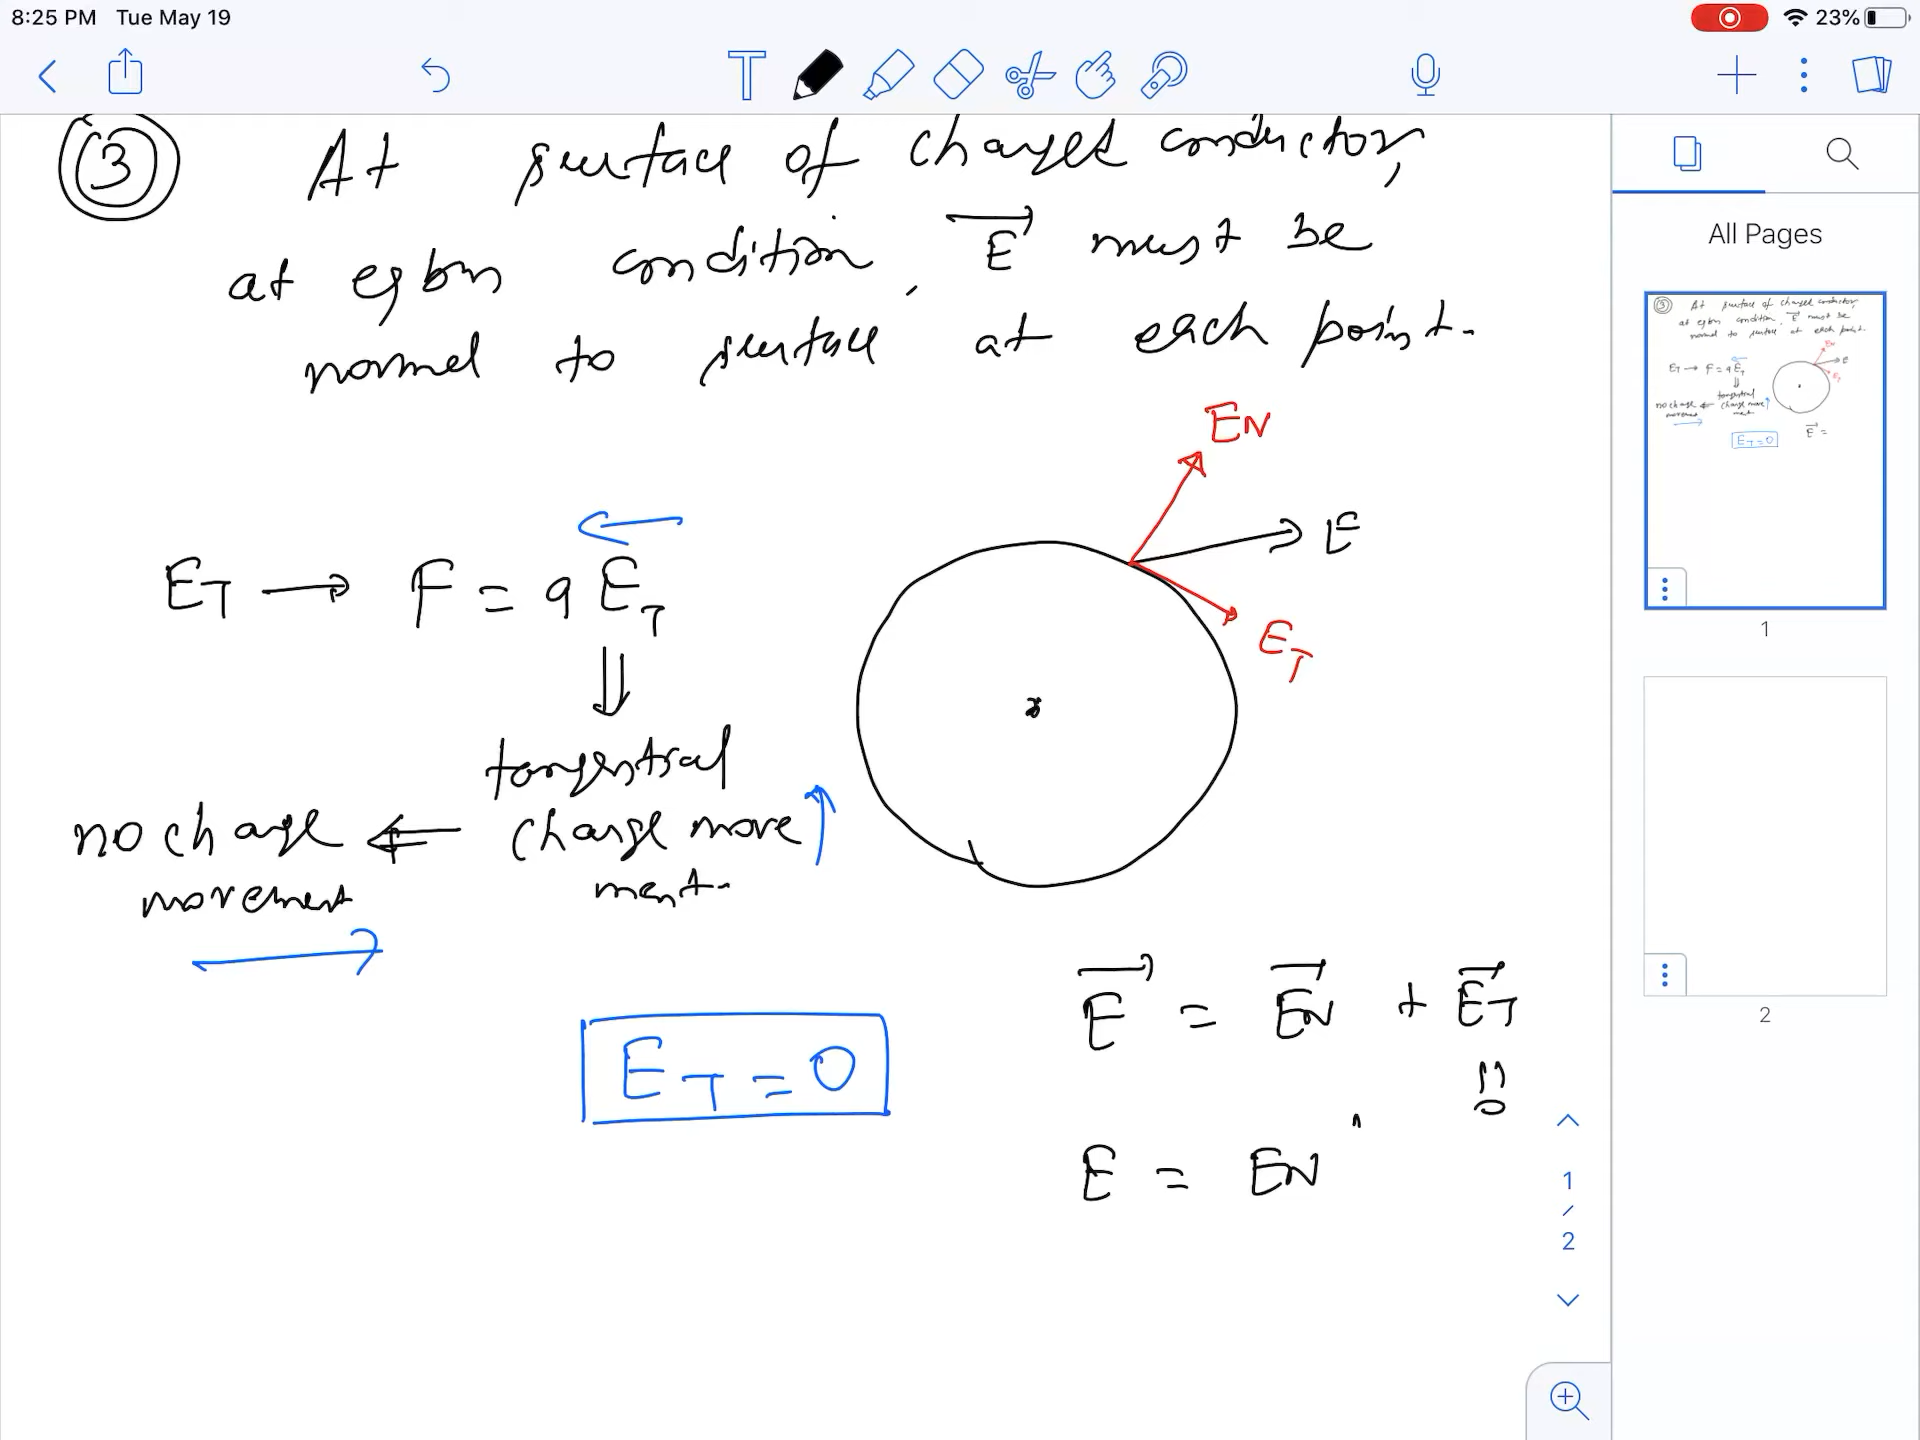 8:25 PM Tue May 19
23%
All Pages
③ At surface of charged conductor,
at eqbm condition, E must be
normal to surface at each point.
EN
E
ET
ET → F = q ET
⇓
tangential
charge move
ment.
no charge ⇐
movement
ET = 0
E = EN + ET
0
E = EN
1
/
2
1
2